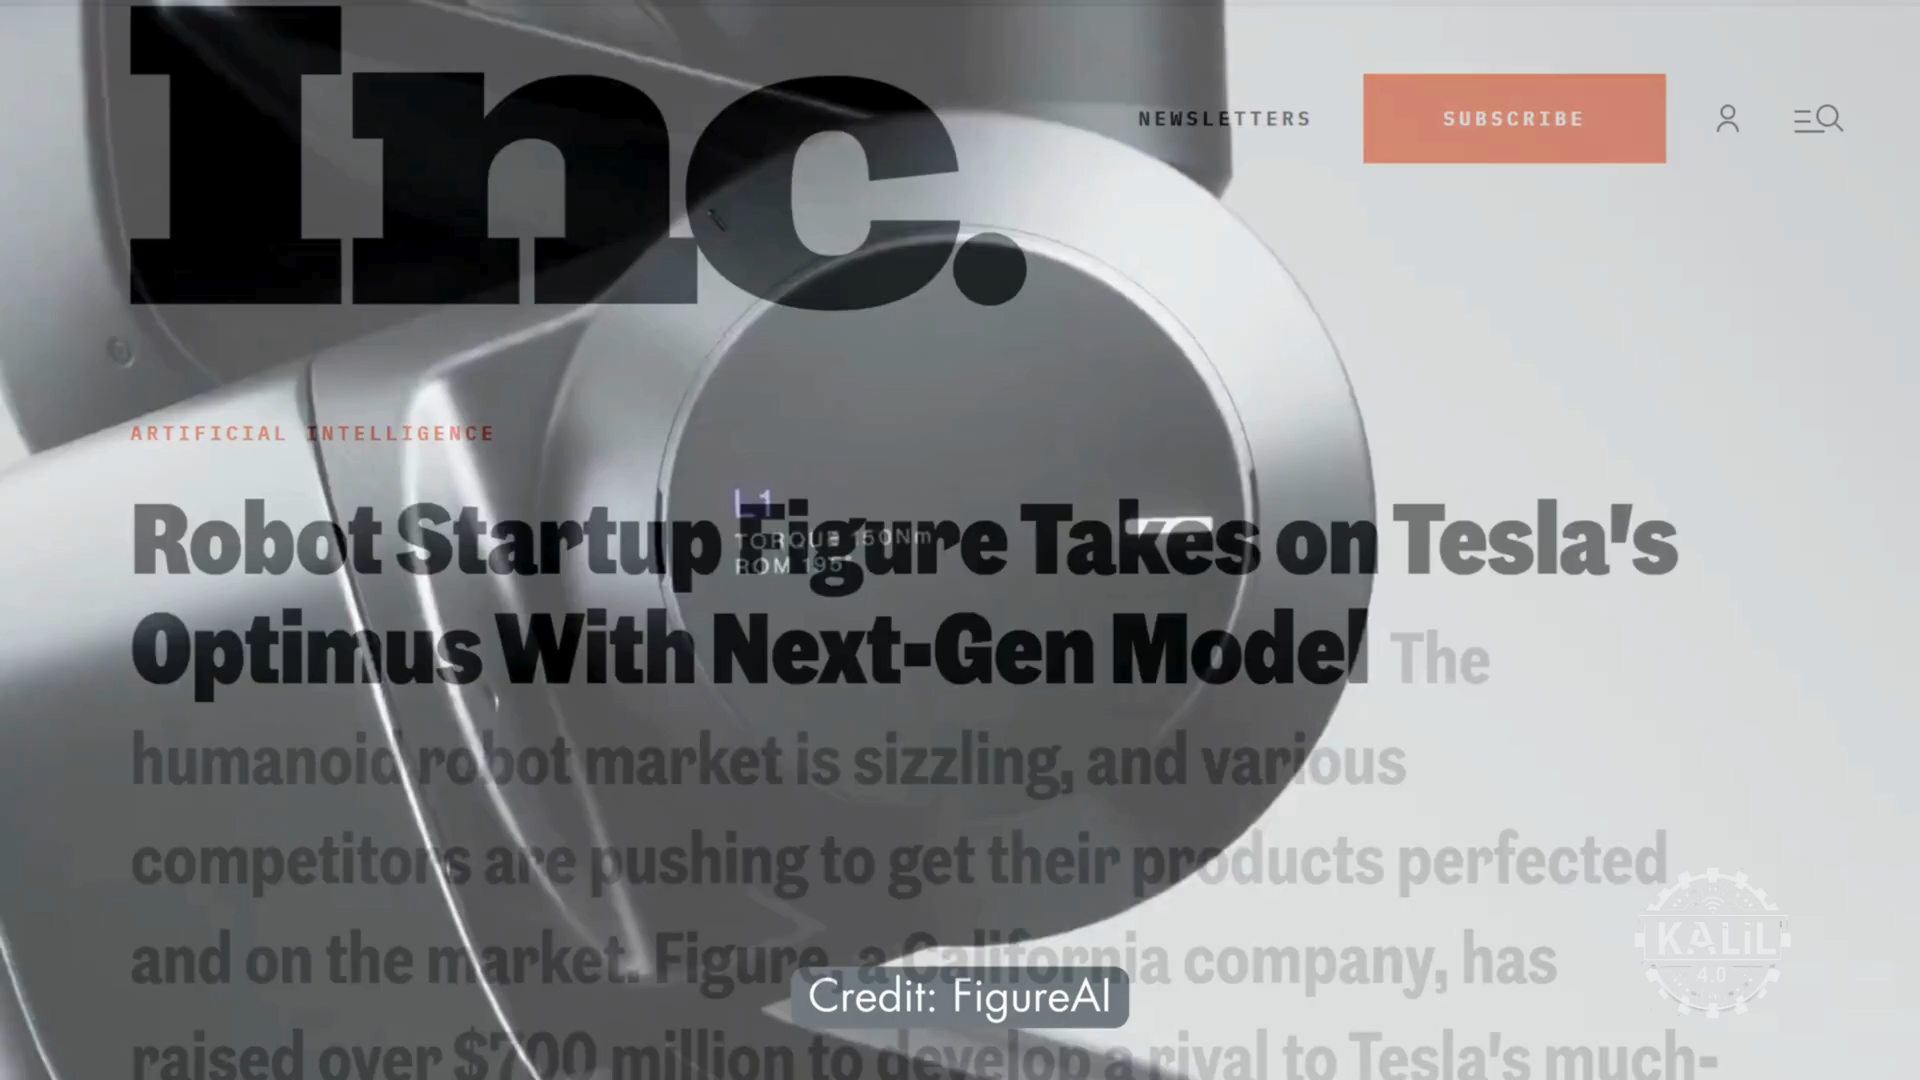 Inc.
NEWSLETTERS
SUBSCRIBE
ARTIFICIAL INTELLIGENCE
Robot Startup Figure Takes on Tesla's
Optimus With Next-Gen Model The
humanoid robot market is sizzling, and various
competitors are pushing to get their products perfected
and on the market. Figure, a California company, has
raised over $700 million to develop a rival to Tesla's much-
L1
TORQUE 150Nm
ROM 195°
Credit: FigureAI
KALiL
4.0